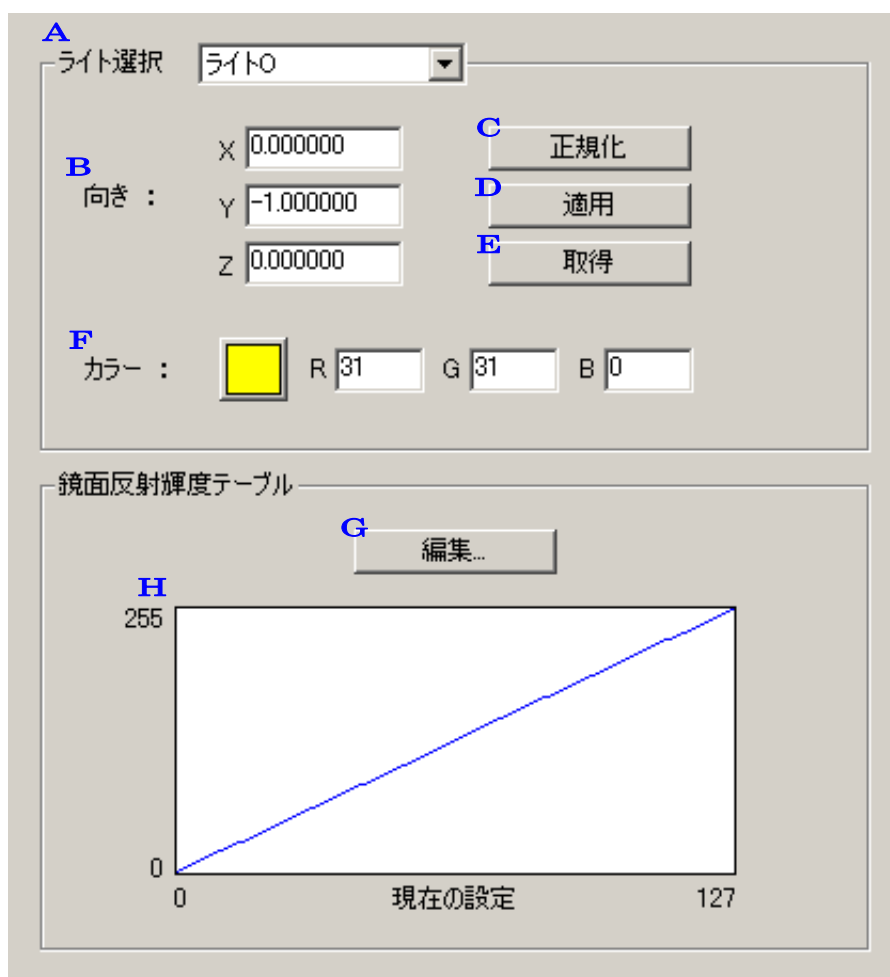 A
ライト選択 ライト0
C
X 0.000000 正規化
B
向き :
D
Y -1.000000 適用
E
Z 0.000000 取得
F
カラー : R 31 G 31 B 0
鏡面反射輝度テーブル
G
編集...
H
255
0
0 現在の設定 127